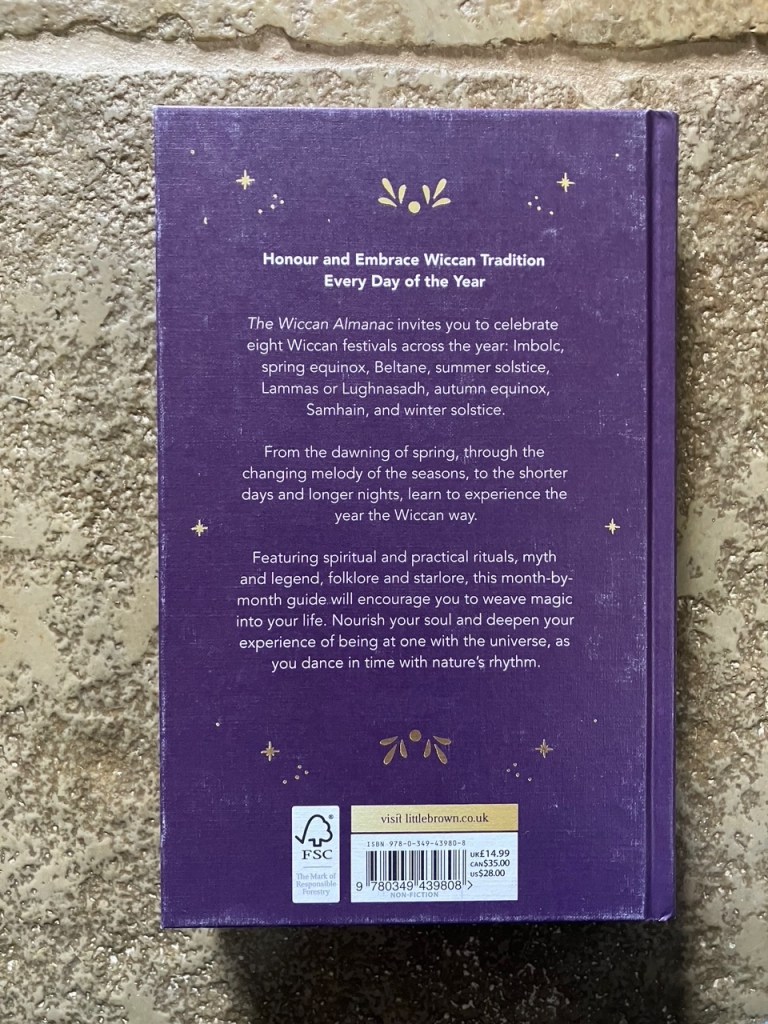 Honour and Embrace Wiccan Tradition
Every Day of the Year
The Wiccan Almanac invites you to celebrate
eight Wiccan festivals across the year: Imbolc,
spring equinox, Beltane, summer solstice,
Lammas or Lughnasadh, autumn equinox,
Samhain, and winter solstice.
From the dawning of spring, through the
changing melody of the seasons, to the shorter
days and longer nights, learn to experience the
year the Wiccan way.
Featuring spiritual and practical rituals, myth
and legend, folklore and starlore, this month-by-
month guide will encourage you to weave magic
into your life. Nourish your soul and deepen your
experience of being at one with the universe, as
you dance in time with nature's rhythm.
FSC
The Mark of
Responsible
Forestry
visit littlebrown.co.uk
ISBN 978-0-349-43980-8
UK£14.99
CAN$35.00
US$28.00
9 780349 439808 >
NON-FICTION